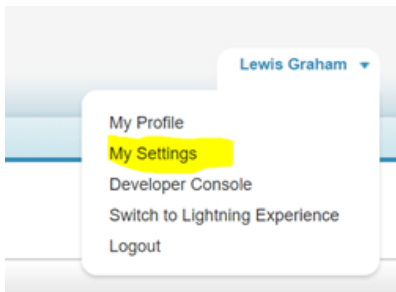 Lewis Graham
My Profile
My Settings
Developer Console
Switch to Lightning Experience
Logout